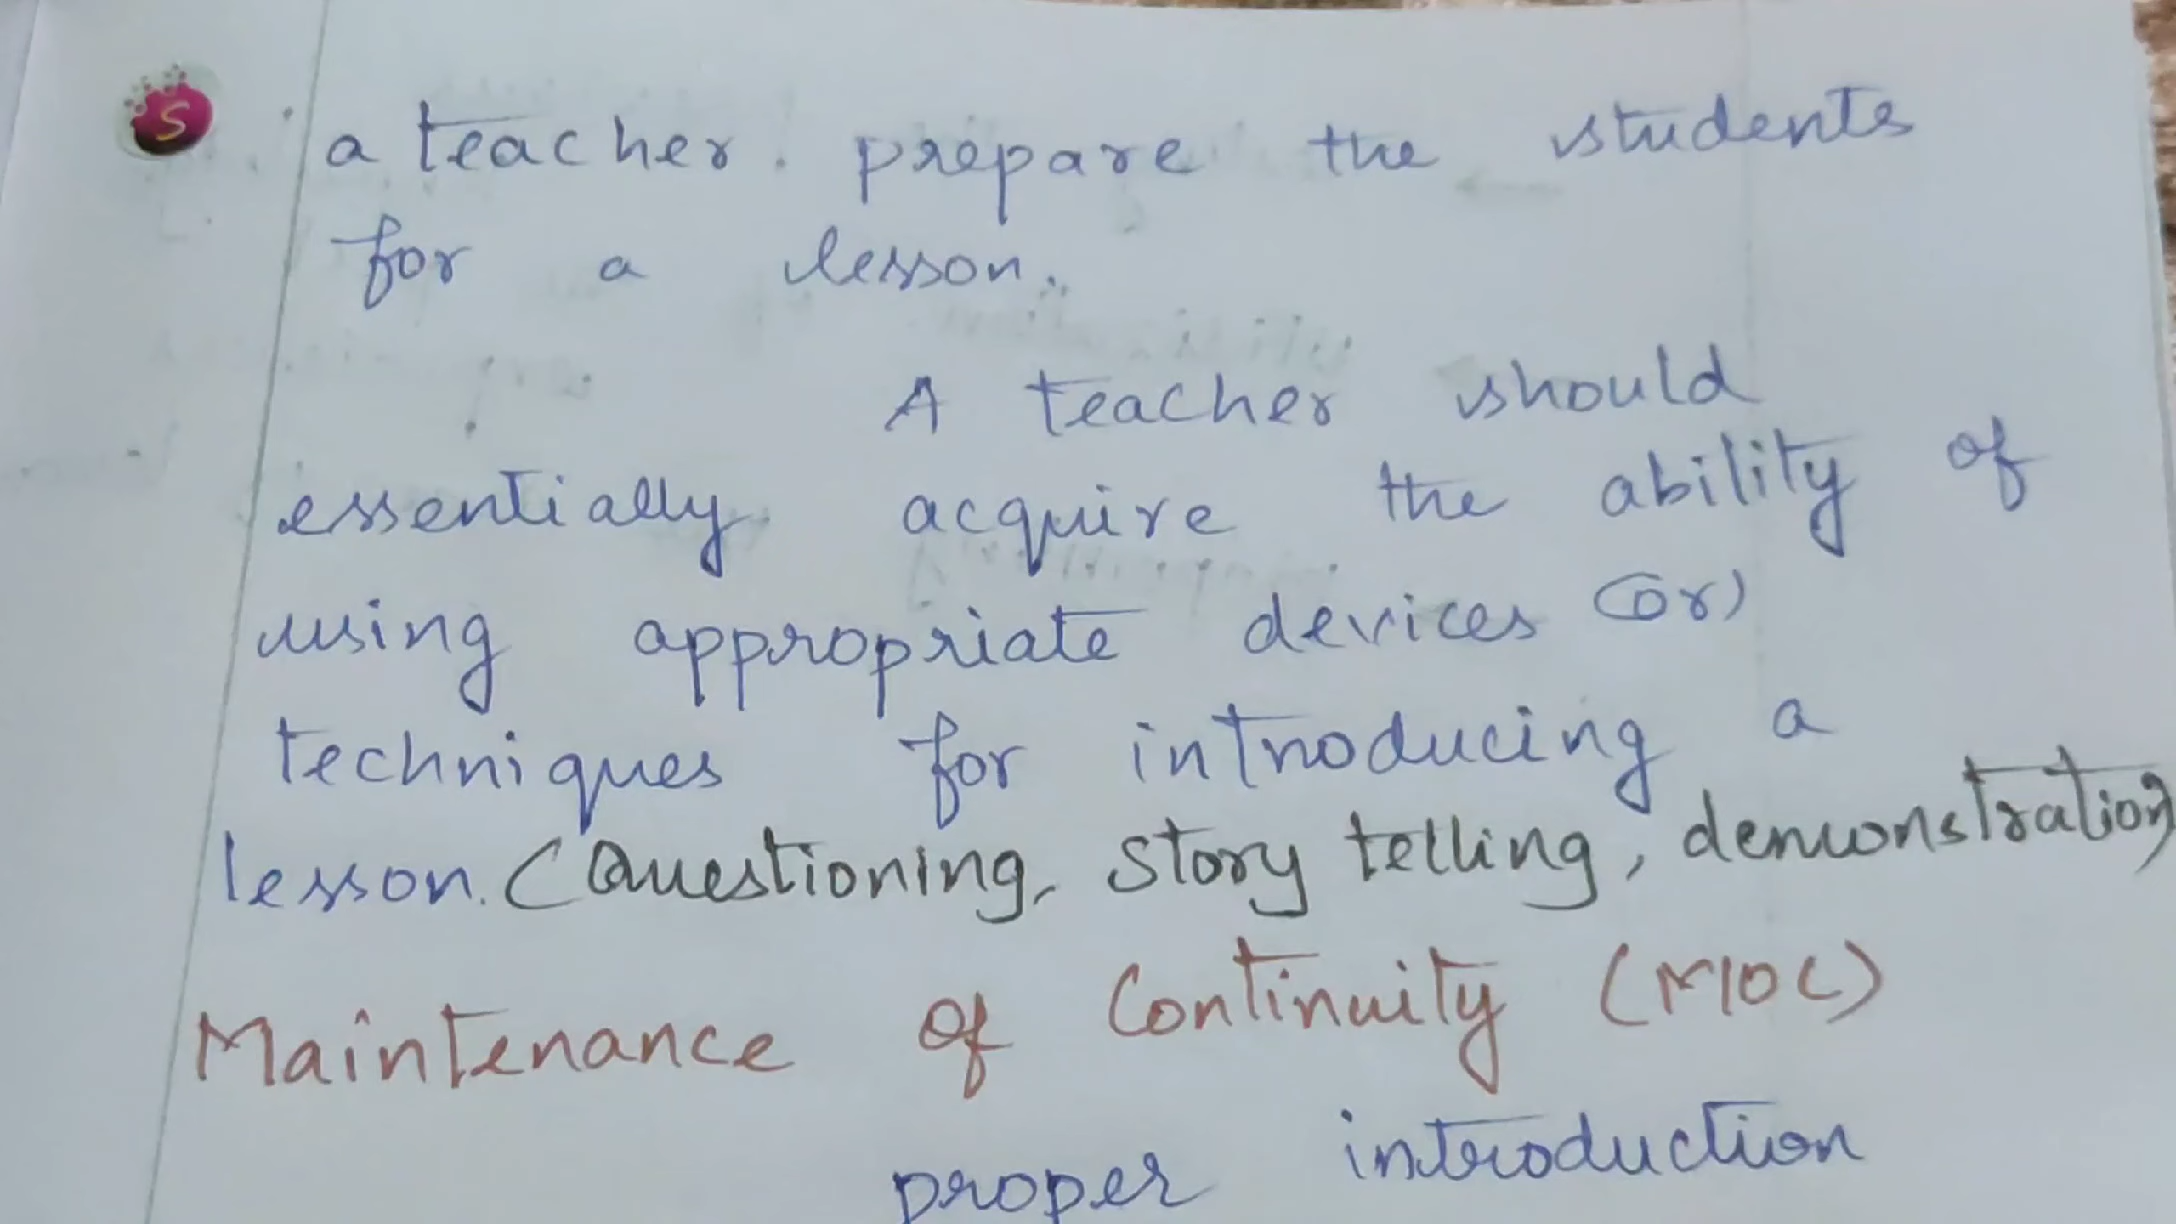 S
a teacher prepare the students
for a lesson.
A teacher should
essentially acquire the ability of
using appropriate devices (or)
techniques for introducing a
lesson. (Questioning, story telling, demonstration)
Maintenance of Continuity (MOC)
proper introduction